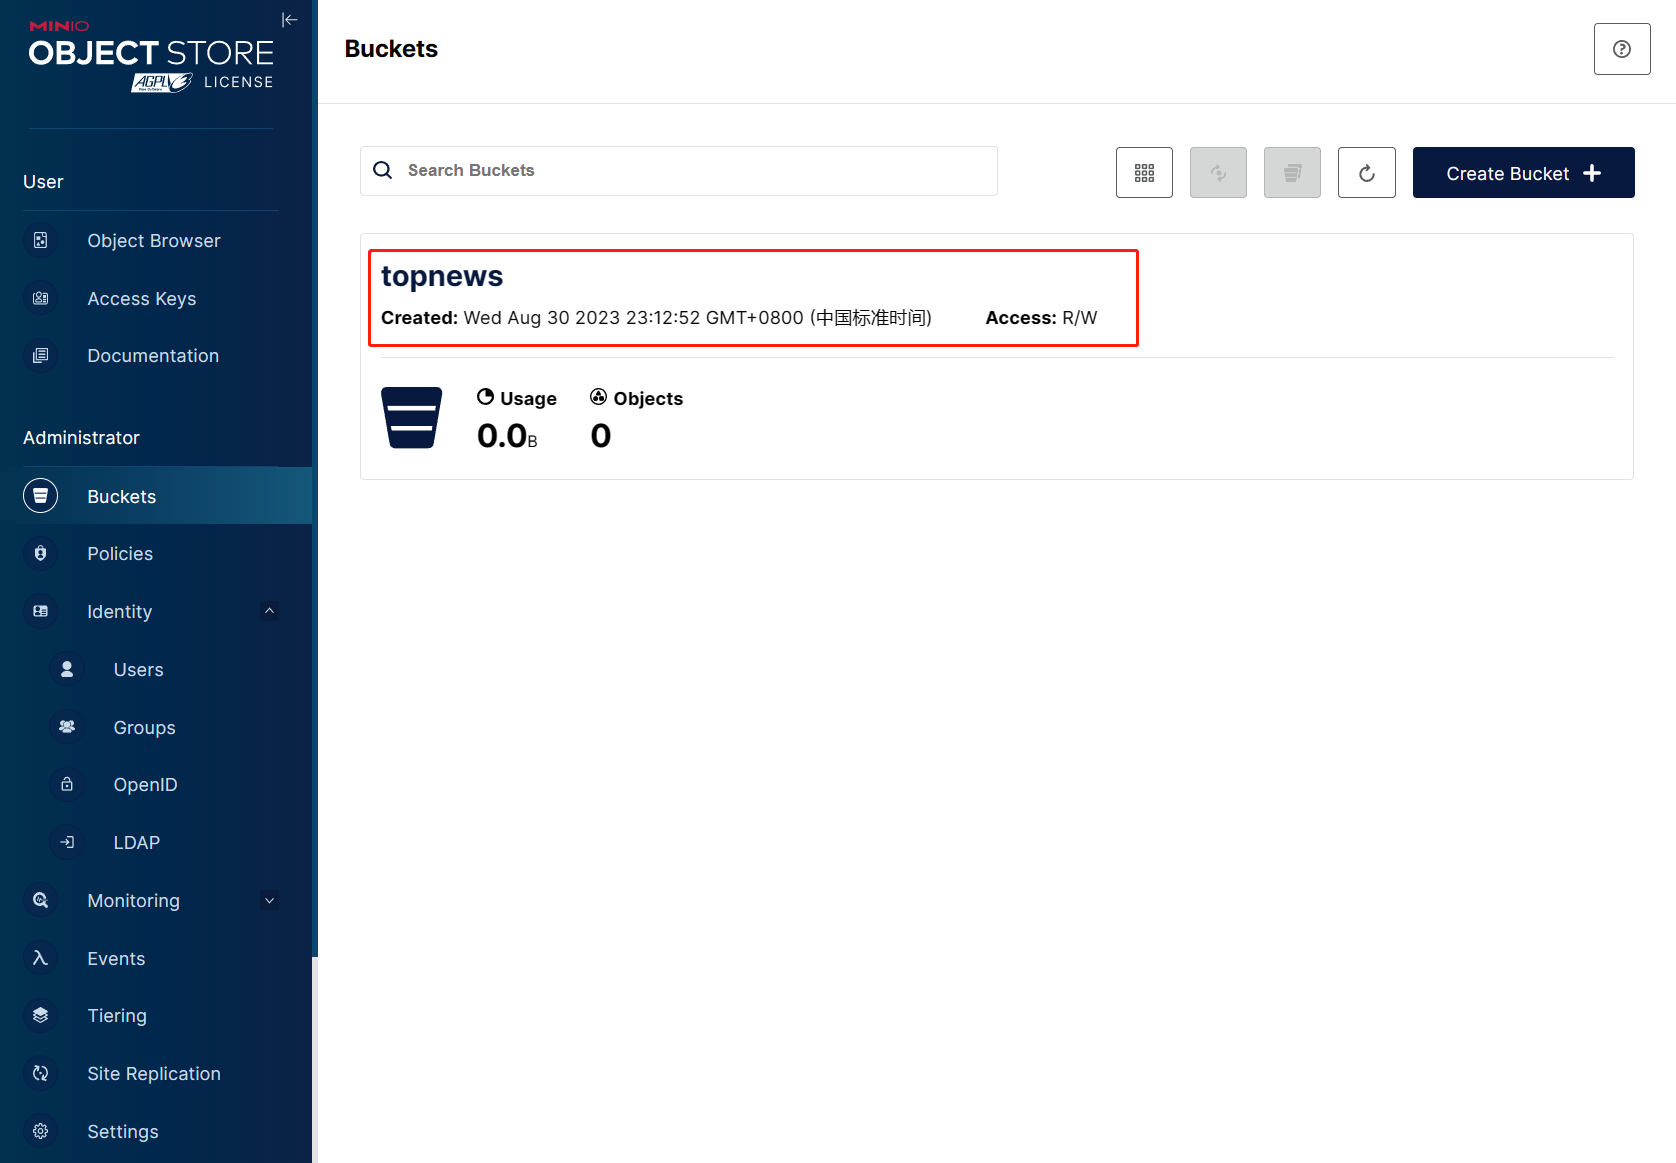 MINIO
OBJECT STORE
AGPL v3 LICENSE
User
Object Browser
Access Keys
Documentation
Administrator
Buckets
Policies
Identity
Users
Groups
OpenID
LDAP
Monitoring
Events
Tiering
Site Replication
Settings
Buckets
Search Buckets
Create Bucket
topnews
Created: Wed Aug 30 2023 23:12:52 GMT+0800 (中国标准时间) Access: R/W
Usage Objects
0.0B 0